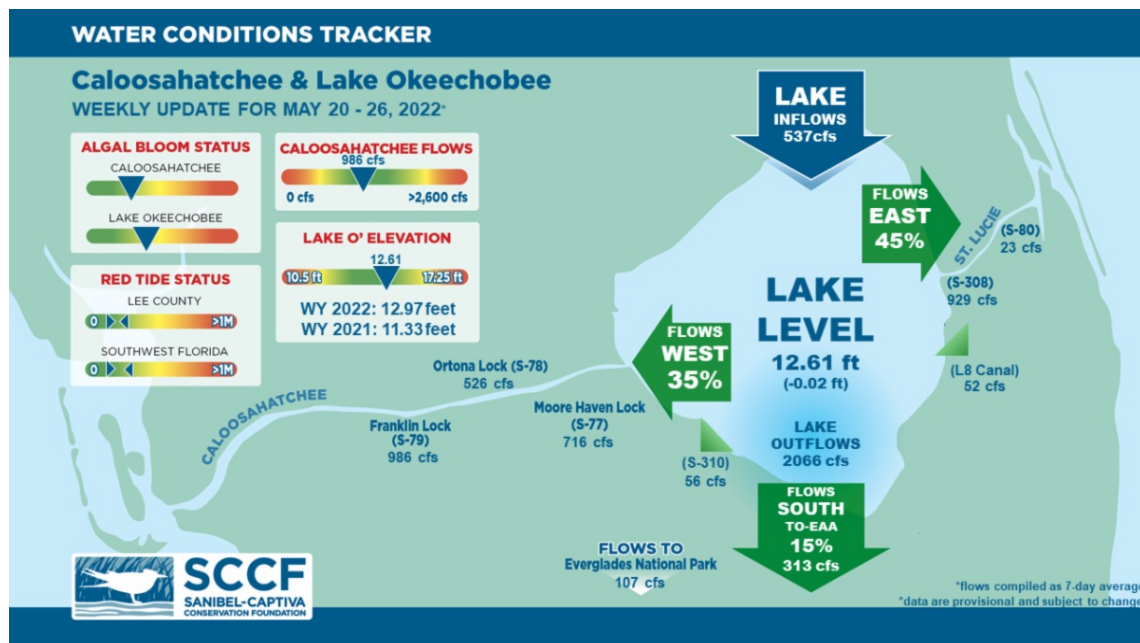 WATER CONDITIONS TRACKER
Caloosahatchee & Lake Okeechobee
WEEKLY UPDATE FOR MAY 20 - 26, 2022*
ALGAL BLOOM STATUS
CALOOSAHATCHEE
LAKE OKEECHOBEE
RED TIDE STATUS
LEE COUNTY
0 >1M
SOUTHWEST FLORIDA
0 >1M
CALOOSAHATCHEE FLOWS
986 cfs
0 cfs >2,600 cfs
LAKE O' ELEVATION
12.61
10.5 ft 17.25 ft
WY 2022: 12.97 feet
WY 2021: 11.33 feet
LAKE
INFLOWS
537cfs
FLOWS
EAST
45%
ST. LUCIE
(S-80)
23 cfs
(S-308)
929 cfs
(L8 Canal)
52 cfs
LAKE
LEVEL
12.61 ft
(-0.02 ft)
LAKE
OUTFLOWS
2066 cfs
FLOWS
WEST
35%
Ortona Lock (S-78)
526 cfs
CALOOSAHATCHEE
Franklin Lock
(S-79)
986 cfs
Moore Haven Lock
(S-77)
716 cfs
(S-310)
56 cfs
FLOWS
SOUTH
TO-EAA
15%
313 cfs
FLOWS TO
Everglades National Park
107 cfs
SCCF
SANIBEL-CAPTIVA
CONSERVATION FOUNDATION
*flows compiled as 7-day average
*data are provisional and subject to change